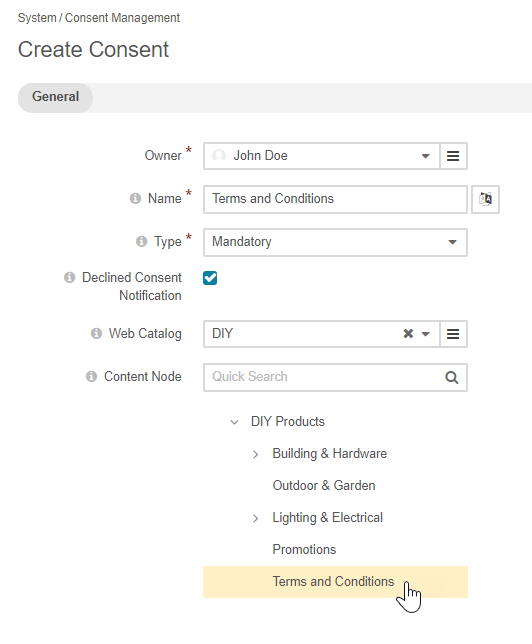 System / Consent Management
Create Consent
General
Owner * John Doe
Name * Terms and Conditions
Type * Mandatory
Declined Consent
Notification
Web Catalog DIY
Content Node Quick Search
DIY Products
Building & Hardware
Outdoor & Garden
Lighting & Electrical
Promotions
Terms and Conditions